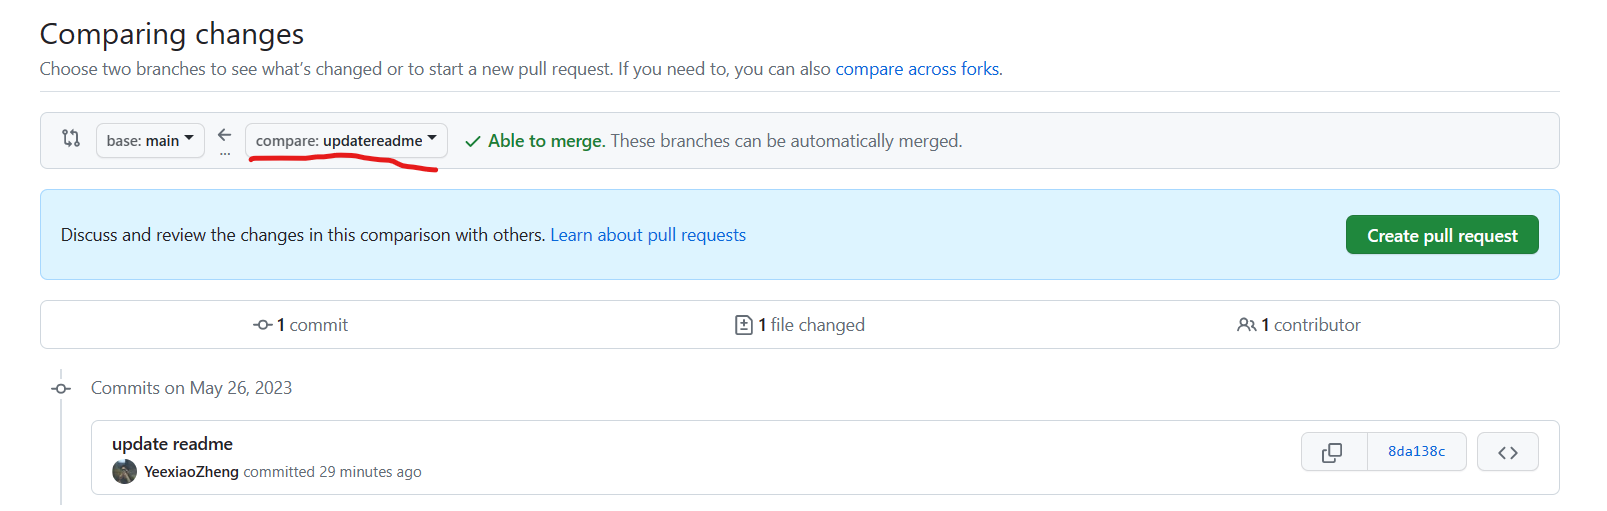 Comparing changes
Choose two branches to see what’s changed or to start a new pull request. If you need to, you can also compare across forks.
base: main ... compare: updatereadme Able to merge. These branches can be automatically merged.
Discuss and review the changes in this comparison with others. Learn about pull requests Create pull request
1 commit 1 file changed 1 contributor
Commits on May 26, 2023
update readme
8da138c
YeexiaoZheng committed 29 minutes ago